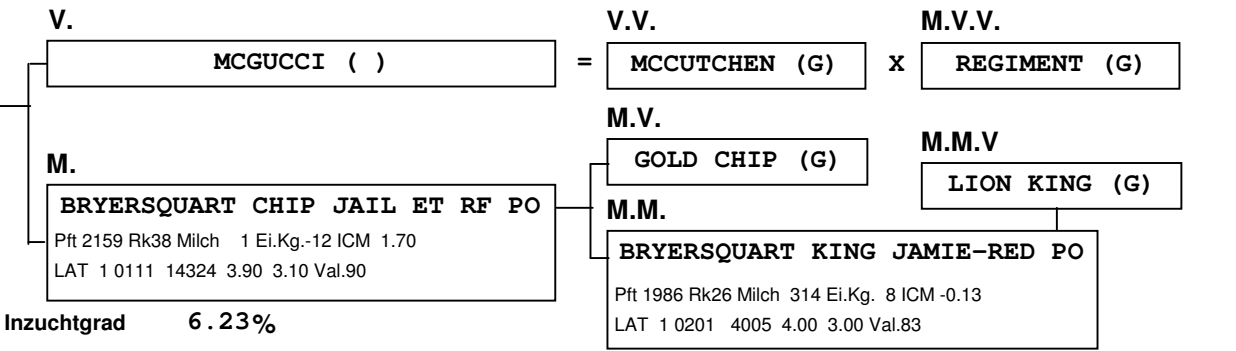 V.
V.V.
M.V.V.
MCGUCCI ( )
=
MCCUTCHEN (G)
X
REGIMENT (G)
M.V.
GOLD CHIP (G)
M.M.V
LION KING (G)
M.
BRYERSQUART CHIP JAIL ET RF PO
Pft 2159 Rk38 Milch 1 Ei.Kg.-12 ICM 1.70
LAT 1 0111 14324 3.90 3.10 Val.90
M.M.
BRYERSQUART KING JAMIE-RED PO
Pft 1986 Rk26 Milch 314 Ei.Kg. 8 ICM -0.13
LAT 1 0201 4005 4.00 3.00 Val.83
Inzuchtgrad 6.23%